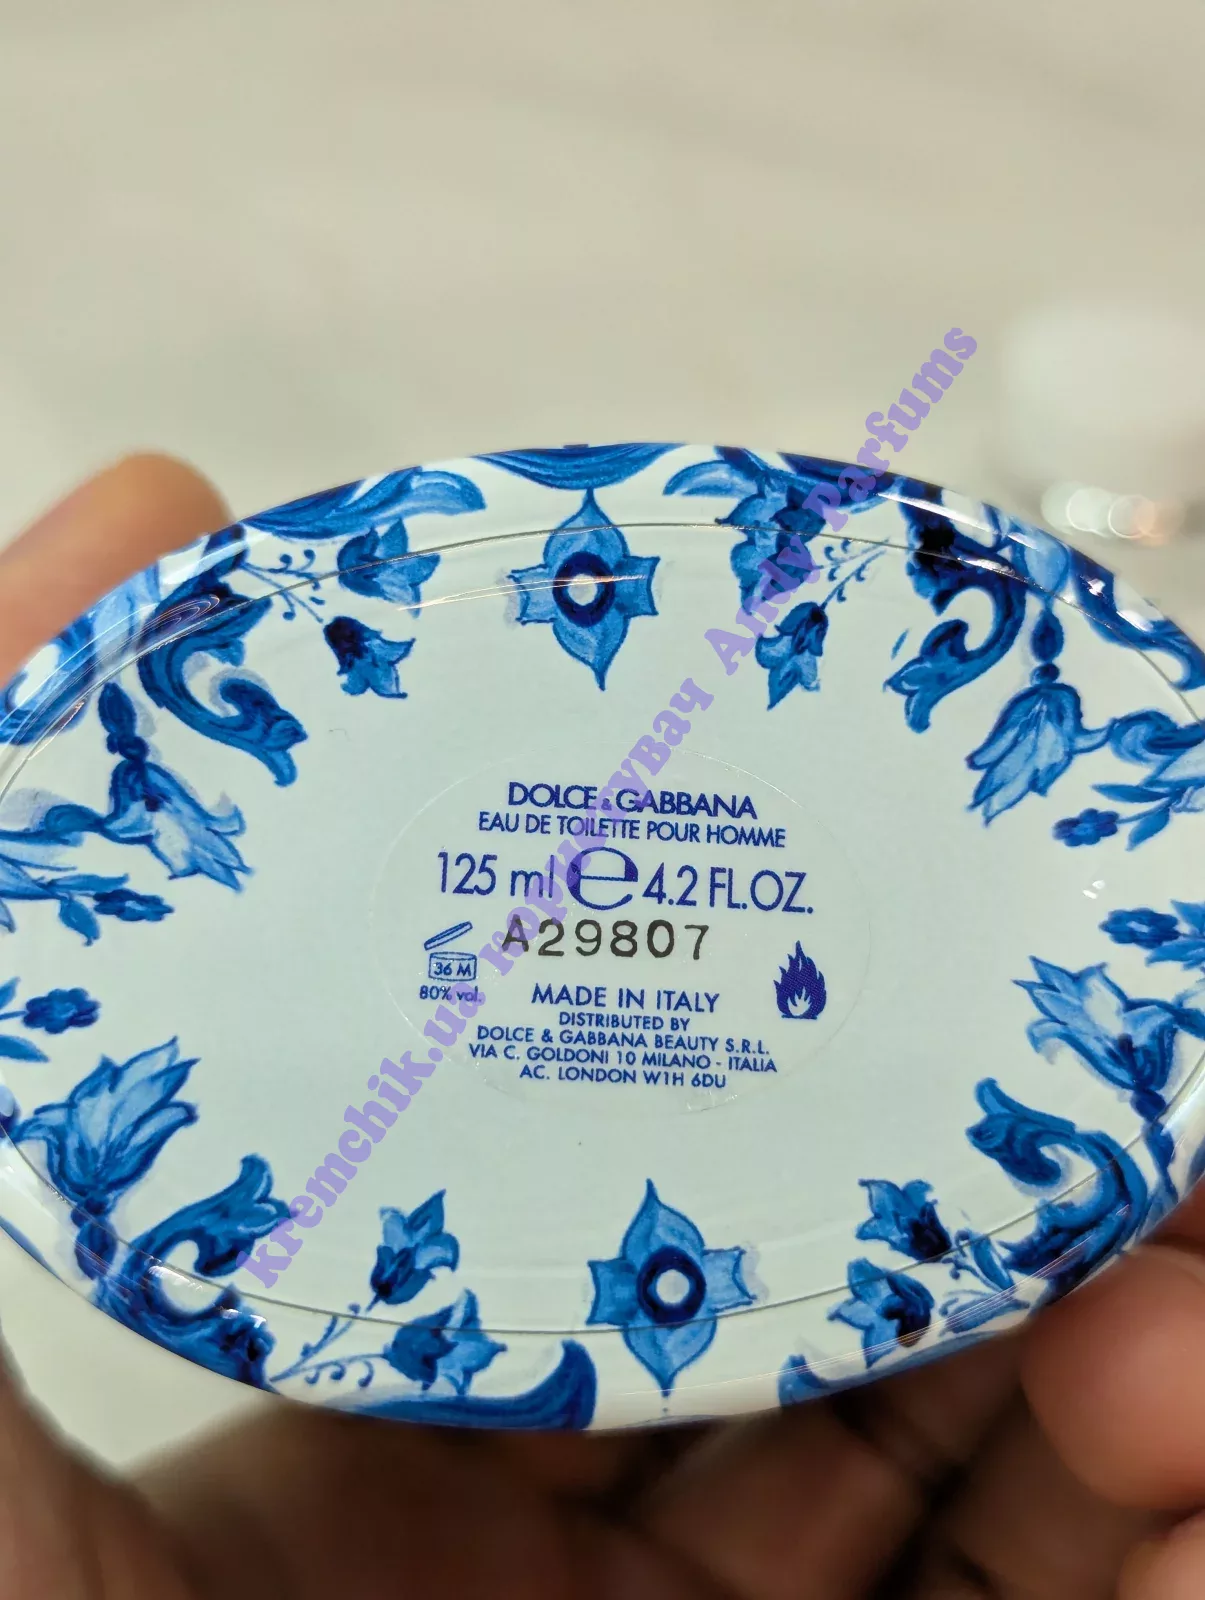 DOLCE & GABBANA
EAU DE TOILETTE POUR HOMME
125 ml e 4.2 FL.OZ.
A29807
36 M
80% vol.
MADE IN ITALY
DISTRIBUTED BY
DOLCE & GABBANA BEAUTY S.R.L.
VIA C. GOLDONI 10 MILANO - ITALIA
AC. LONDON W1H 6DU
kremchik.ua користувач Andy Parfums